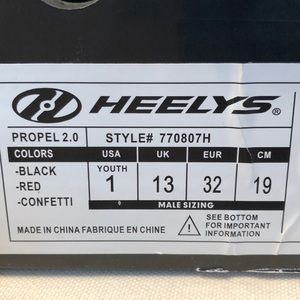 HEELYS®
PROPEL 2.0 STYLE# 770807H
COLORS USA UK EUR CM
-BLACK
-RED
-CONFETTI
YOUTH
1 13 32 19
MALE SIZING
SEE BOTTOM
FOR IMPORTANT
INFORMATION
MADE IN CHINA FABRIQUE EN CHINE